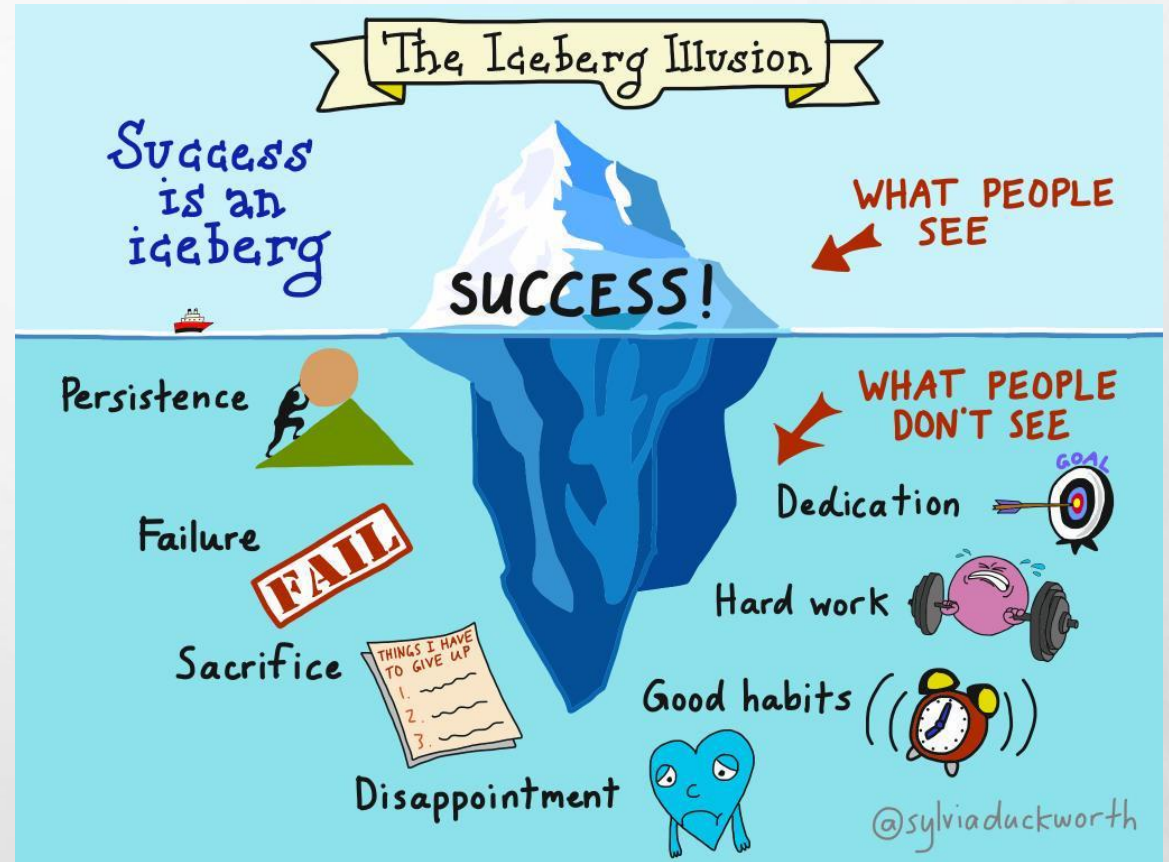 The Iceberg Illusion
Success
is an
iceberg
WHAT PEOPLE
SEE
SUCCESS!
Persistence
WHAT PEOPLE
DON'T SEE
GOAL
Dedication
Failure
FAIL
Hard work
Sacrifice
THINGS I HAVE
TO GIVE UP
1.
2.
3.
Good habits
Disappointment
@sylviaduckworth